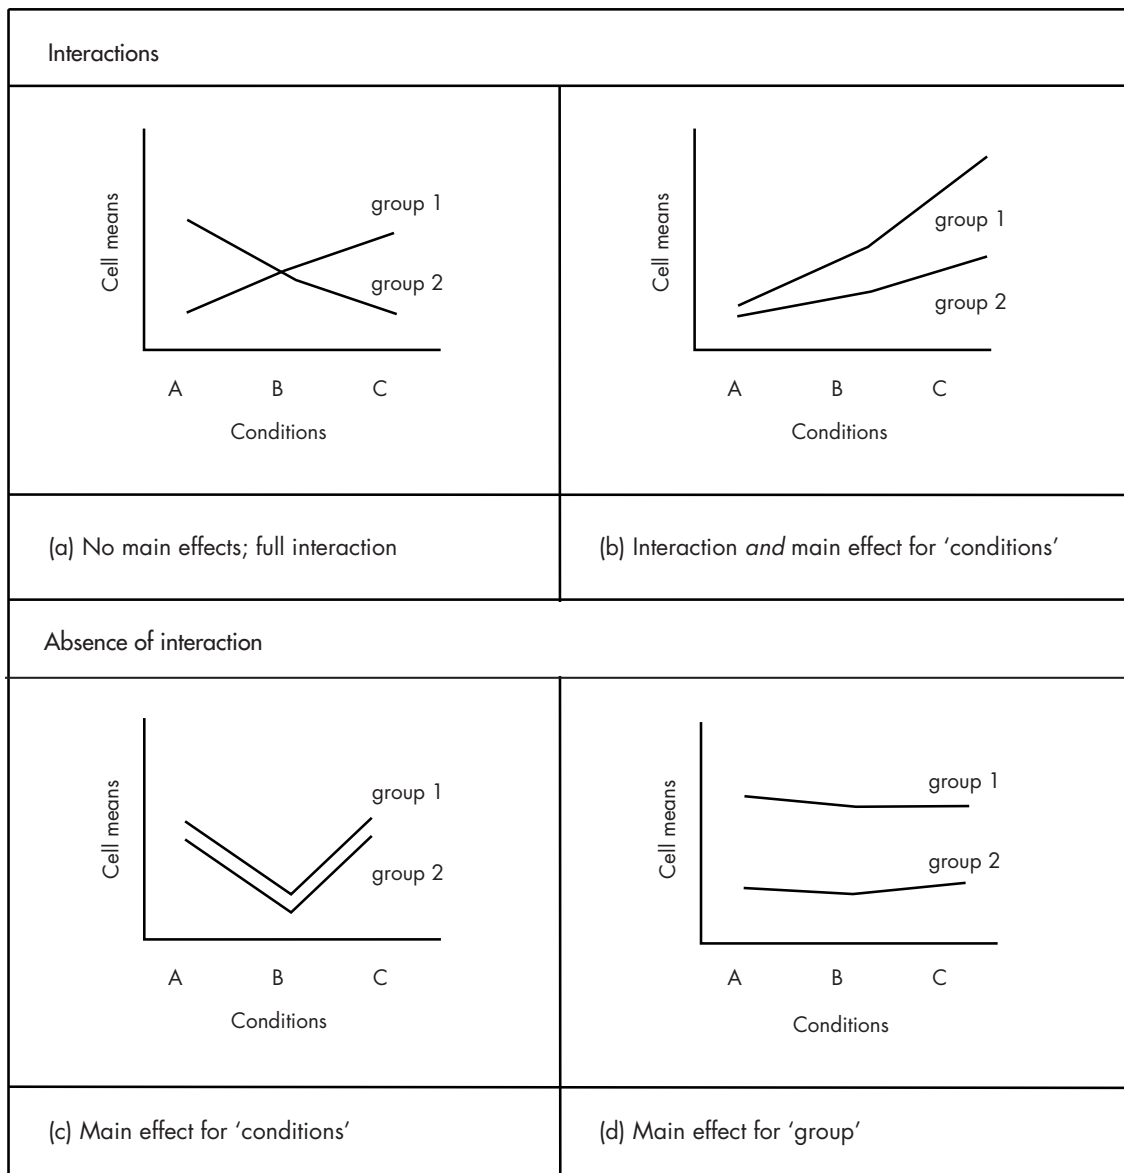 Interactions
Cell means
group 1
group 2
A B C
Conditions
Cell means
group 1
group 2
A B C
Conditions
(a) No main effects; full interaction
(b) Interaction and main effect for ‘conditions’
Absence of interaction
Cell means
group 1
group 2
A B C
Conditions
Cell means
group 1
group 2
A B C
Conditions
(c) Main effect for ‘conditions’
(d) Main effect for ‘group’